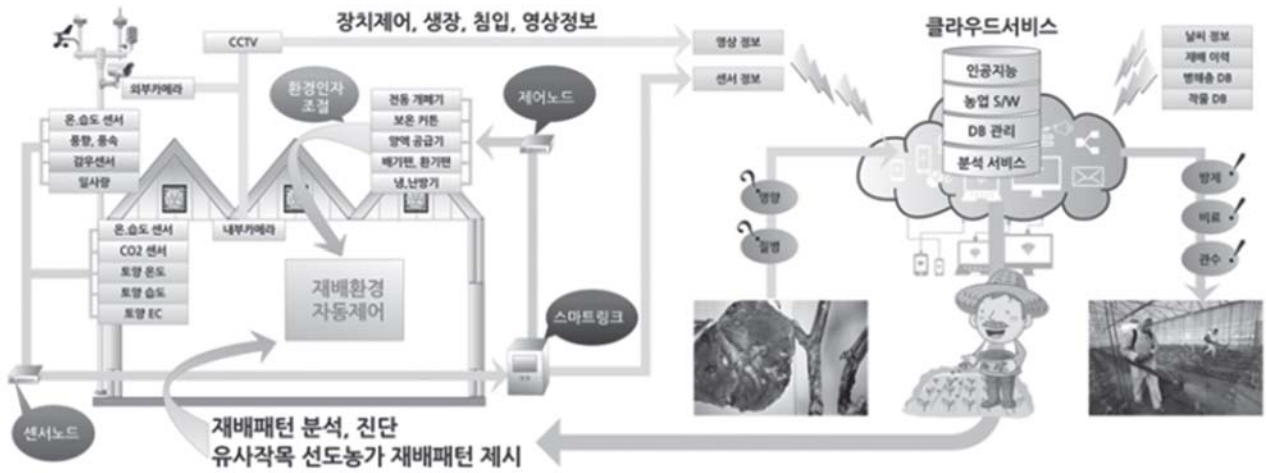 장치제어, 생장, 침입, 영상정보
CCTV
외부카메라
환경인자
조절
제어노드
전동 개폐기
보온 커튼
양액 공급기
배기팬, 환기팬
냉,난방기
온.습도 센서
풍향, 풍속
감우센서
일사량
온.습도 센서
CO2 센서
토양 온도
토양 습도
토양 EC
내부카메라
재배환경
자동제어
스마트링크
센서노드
재배패턴 분석, 진단
유사작목 선도농가 재배패턴 제시
영상 정보
센서 정보
클라우드서비스
인공지능
농업 S/W
DB 관리
분석 서비스
날씨 정보
재배 이력
병해충 DB
작물 DB
?
영양
?
질병
방제 !
비료 !
관수 !